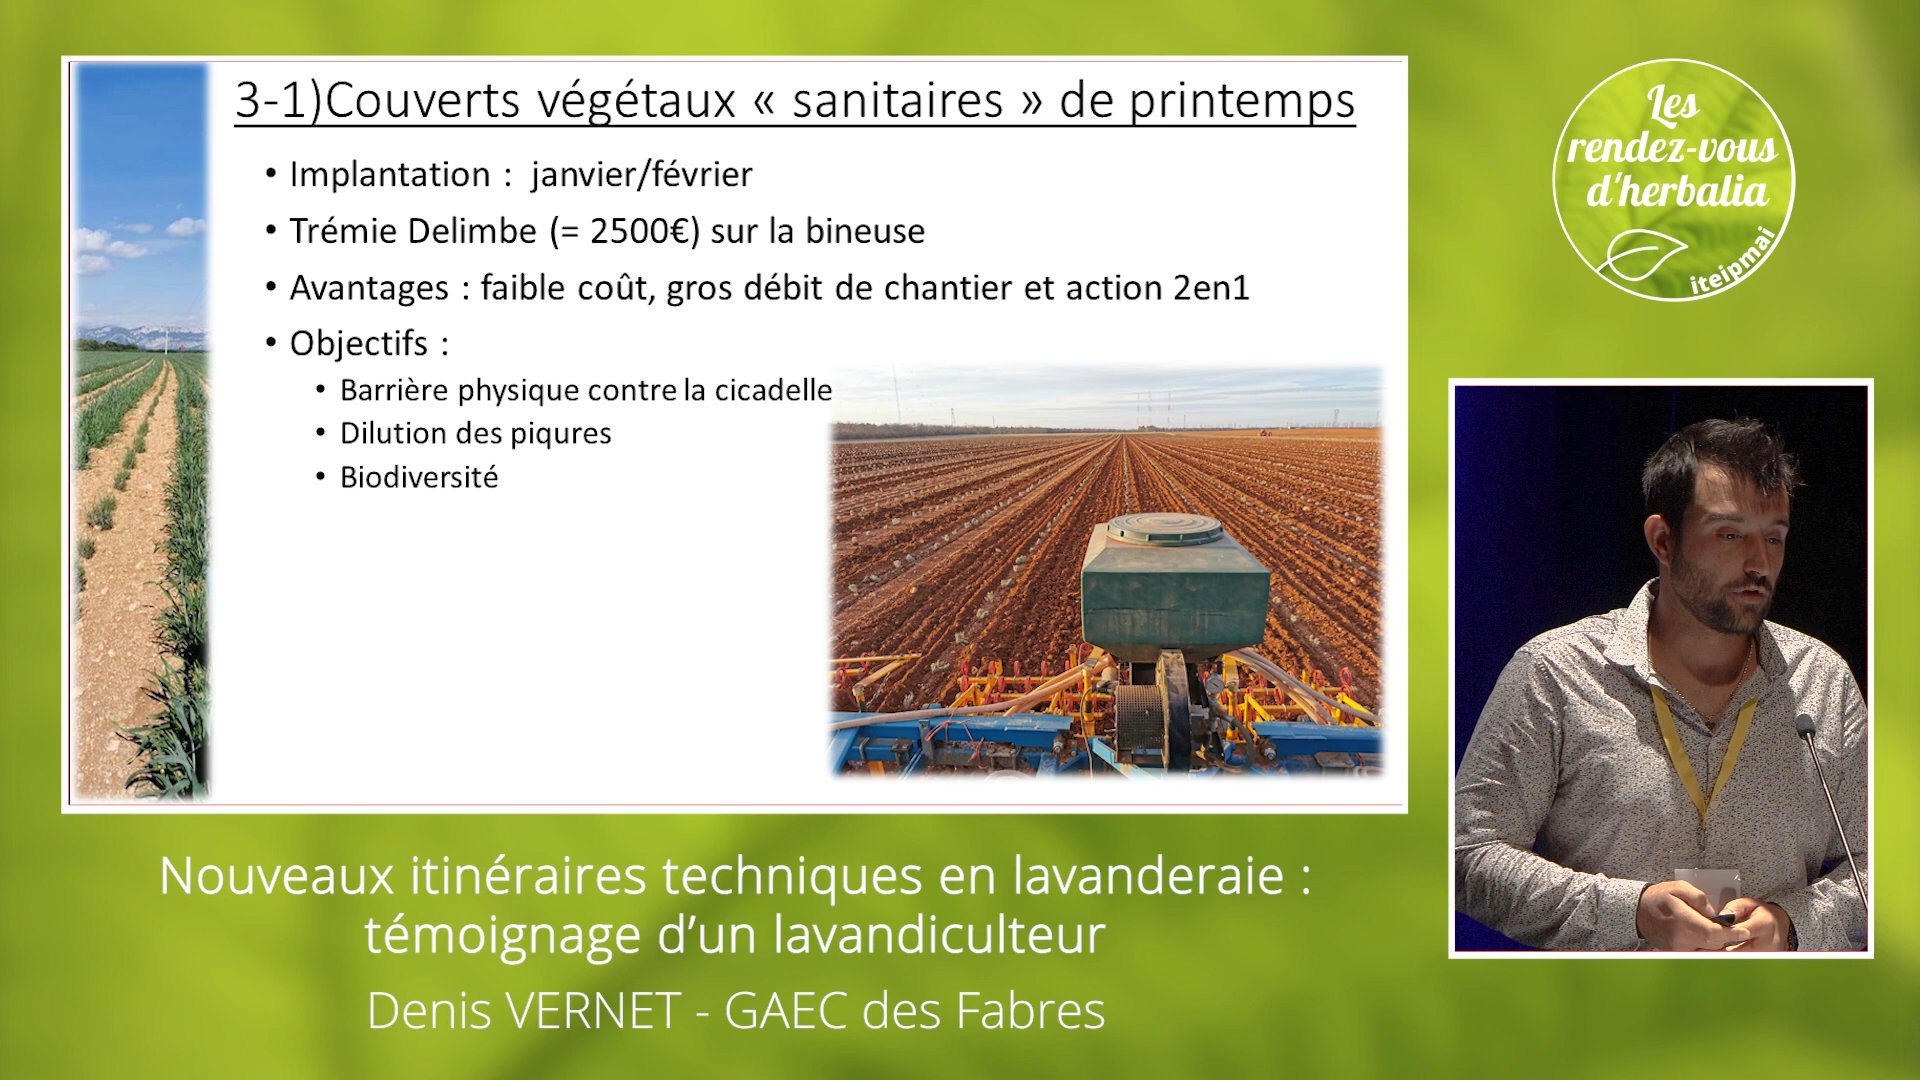 3-1)Couverts végétaux « sanitaires » de printemps
• Implantation : janvier/février
• Trémie Delimbe (= 2500€) sur la bineuse
• Avantages : faible coût, gros débit de chantier et action 2en1
• Objectifs :
• Barrière physique contre la cicadelle
• Dilution des piqures
• Biodiversité
Les
rendez-vous
d'herbalia
iteipmai
Nouveaux itinéraires techniques en lavanderaie :
témoignage d’un lavandiculteur
Denis VERNET - GAEC des Fabres